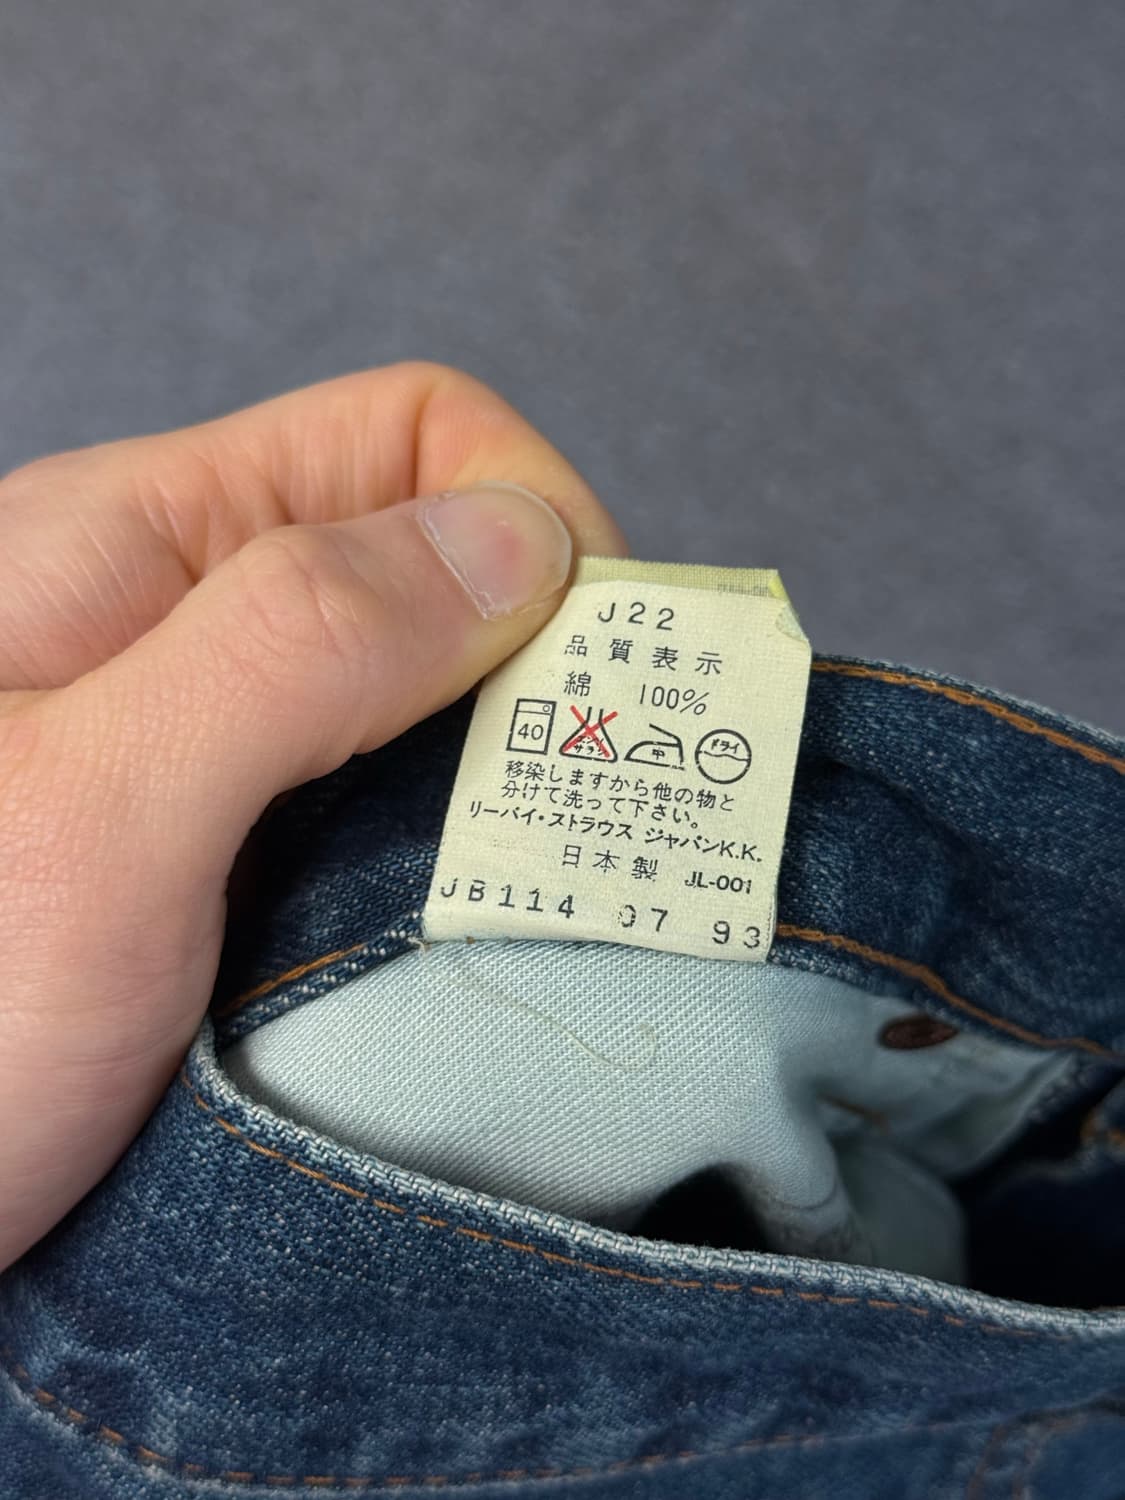 J22
品質表示
綿 100%
40 中 ドライ
移染しますから他の物と
分けて洗って下さい。
リーバイ・ストラウス ジャパンK.K.
日本製 JL-001
JB114 07 93